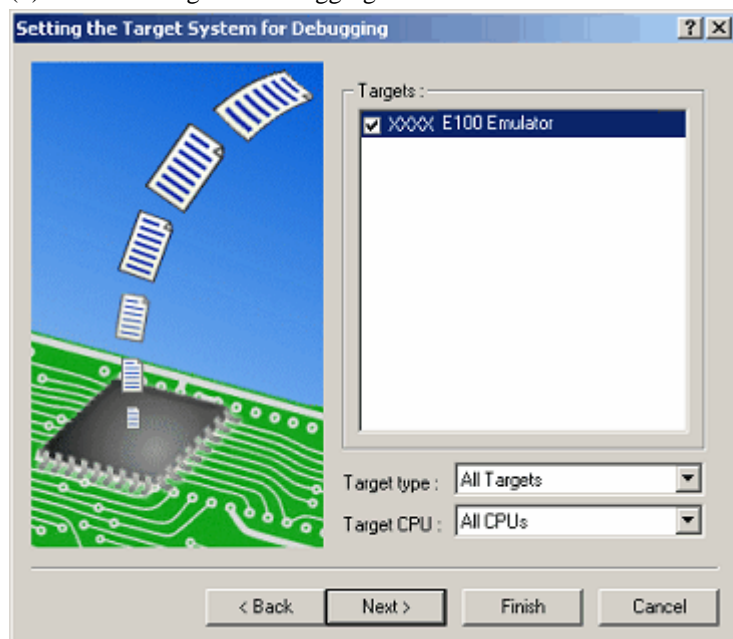 Setting the Target System for Debugging
Targets :
XXXX E100 Emulator
Target type : All Targets
Target CPU : All CPUs
< Back Next > Finish Cancel